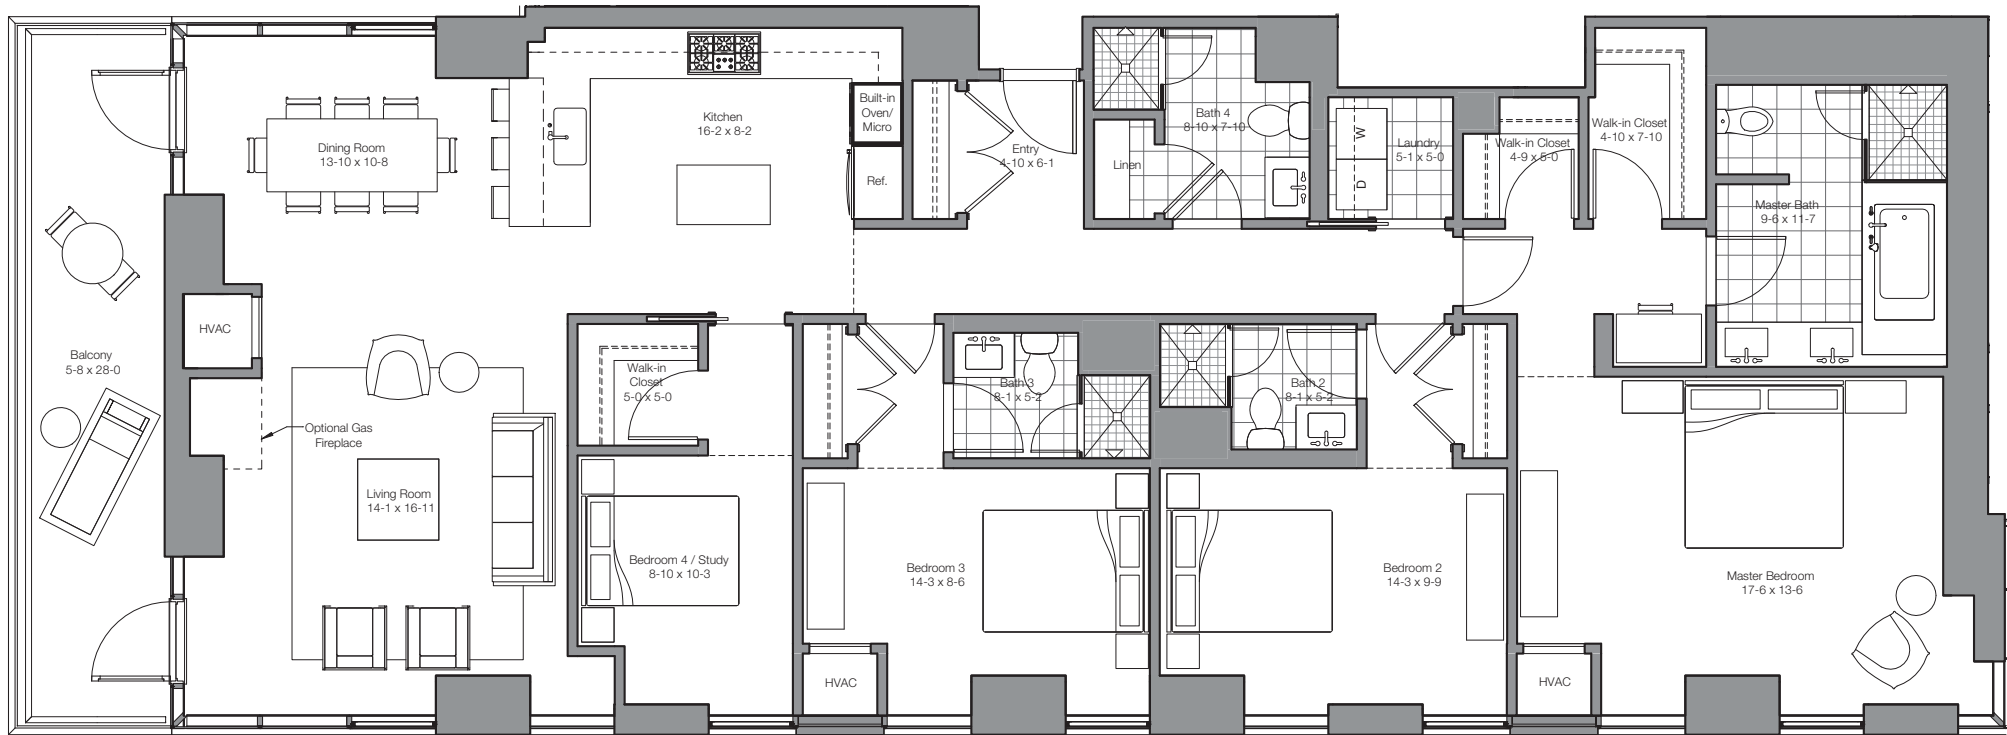 Balcony
5-8 x 28-0
Dining Room
13-10 x 10-8
HVAC
Optional Gas
Fireplace
Living Room
14-1 x 16-11
Kitchen
16-2 x 8-2
Built-in
Oven/
Micro
Ref.
Entry
4-10 x 6-1
Linen
Bath 4
8-10 x 7-10
W
D
Laundry
5-1 x 5-0
Walk-in Closet
4-9 x 5-0
Walk-in Closet
4-10 x 7-10
Master Bath
9-6 x 11-7
Walk-in
Closet
5-0 x 5-0
Bath 3
8-1 x 5-2
Bath 2
8-1 x 5-2
Bedroom 4 / Study
8-10 x 10-3
Bedroom 3
14-3 x 8-6
Bedroom 2
14-3 x 9-9
Master Bedroom
17-6 x 13-6
HVAC
HVAC